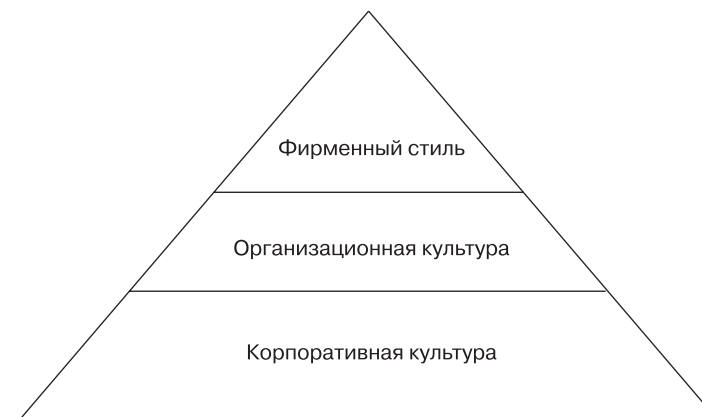 Фирменный стиль
Организационная культура
Корпоративная культура